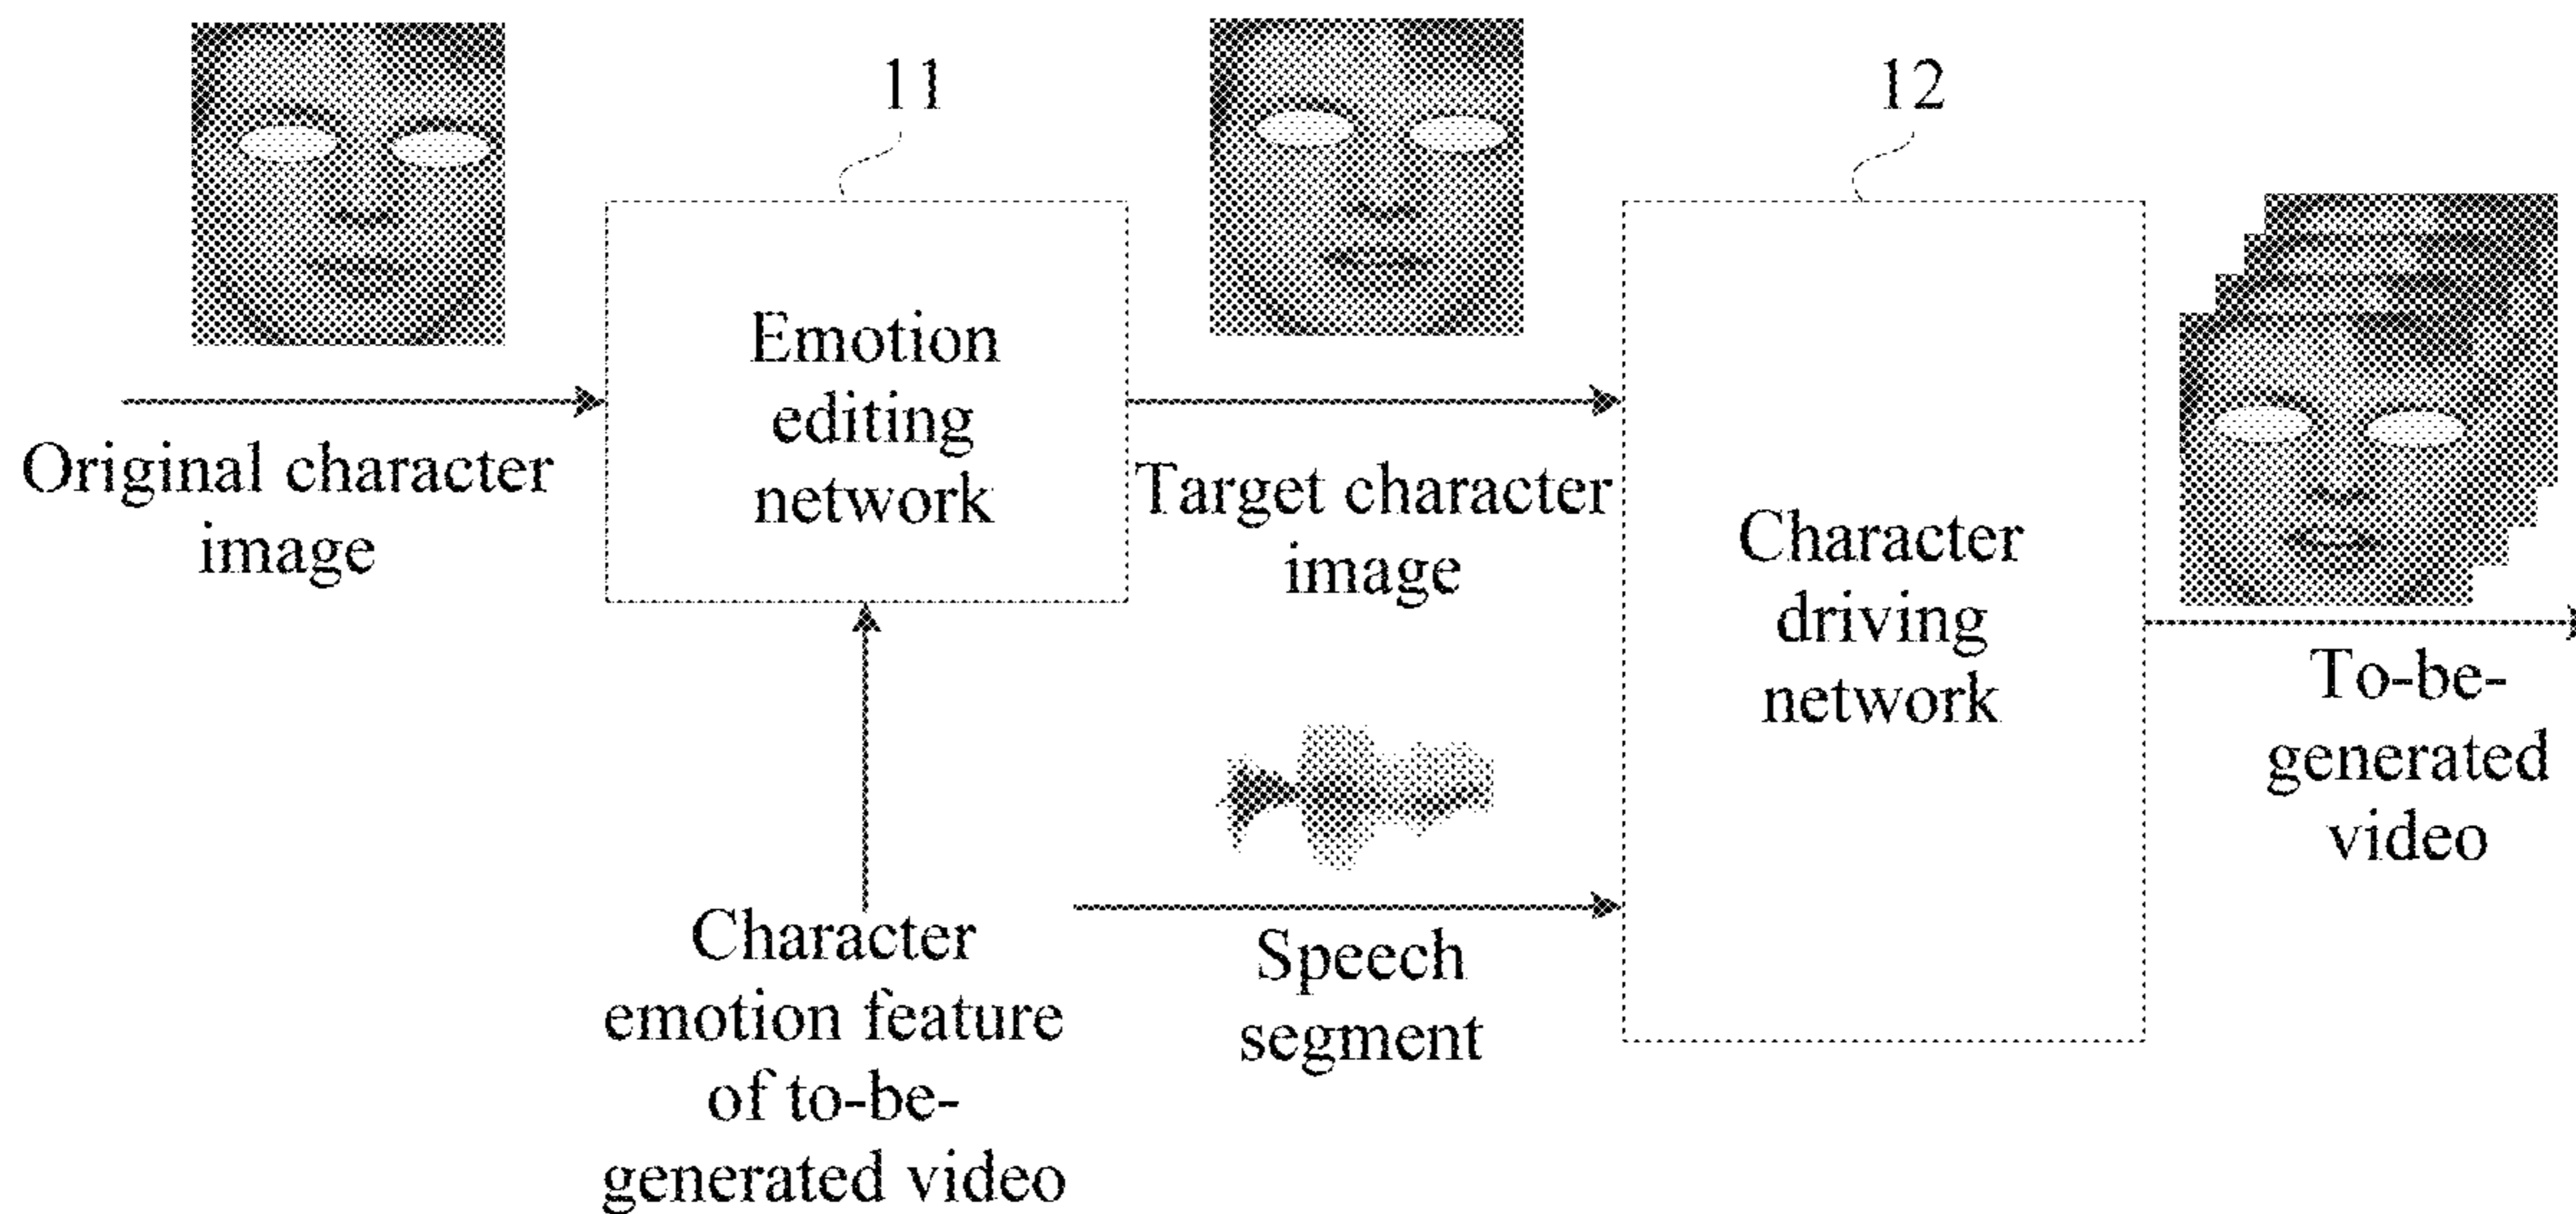 11
12
Original character
image
Emotion
editing
network
Target character
image
Character
driving
network
To-be-
generated
video
Character
emotion feature
of to-be-
generated video
Speech
segment